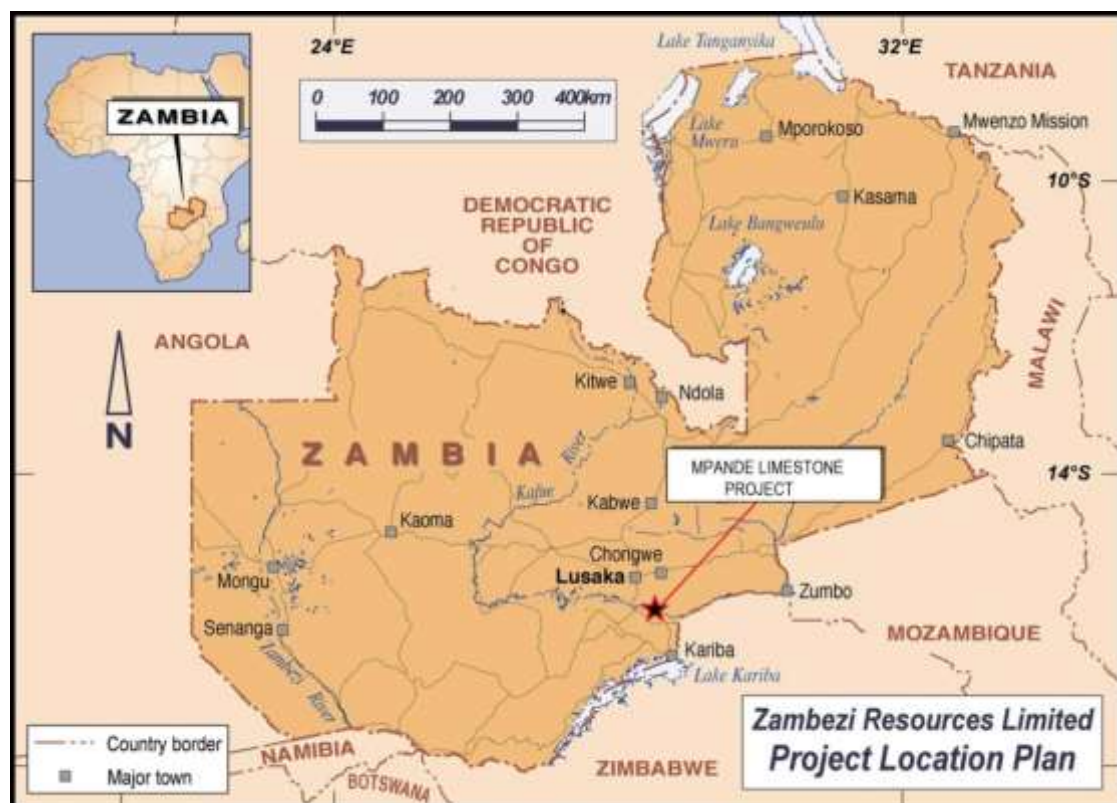 24°E
32°E
Lake Tanganyika
TANZANIA
ZAMBIA
0 100 200 300 400km
Lake
Mweru
Mporokoso
Mwenzo Mission
10°S
Kasama
DEMOCRATIC
REPUBLIC
OF
CONGO
Lake Bangweulu
ANGOLA
MALAWI
N
Kitwe
Ndola
River
Kafue
ZAMBIA
Chipata
MPANDE LIMESTONE
PROJECT
14°S
Kabwe
Kaoma
Chongwe
Lusaka
Mongu
Zumbo
Senanga
MOZAMBIQUE
Zambezi
River
Kariba
Lake Kariba
Country border
Major town
NAMIBIA
BOTSWANA
ZIMBABWE
Zambezi Resources Limited
Project Location Plan